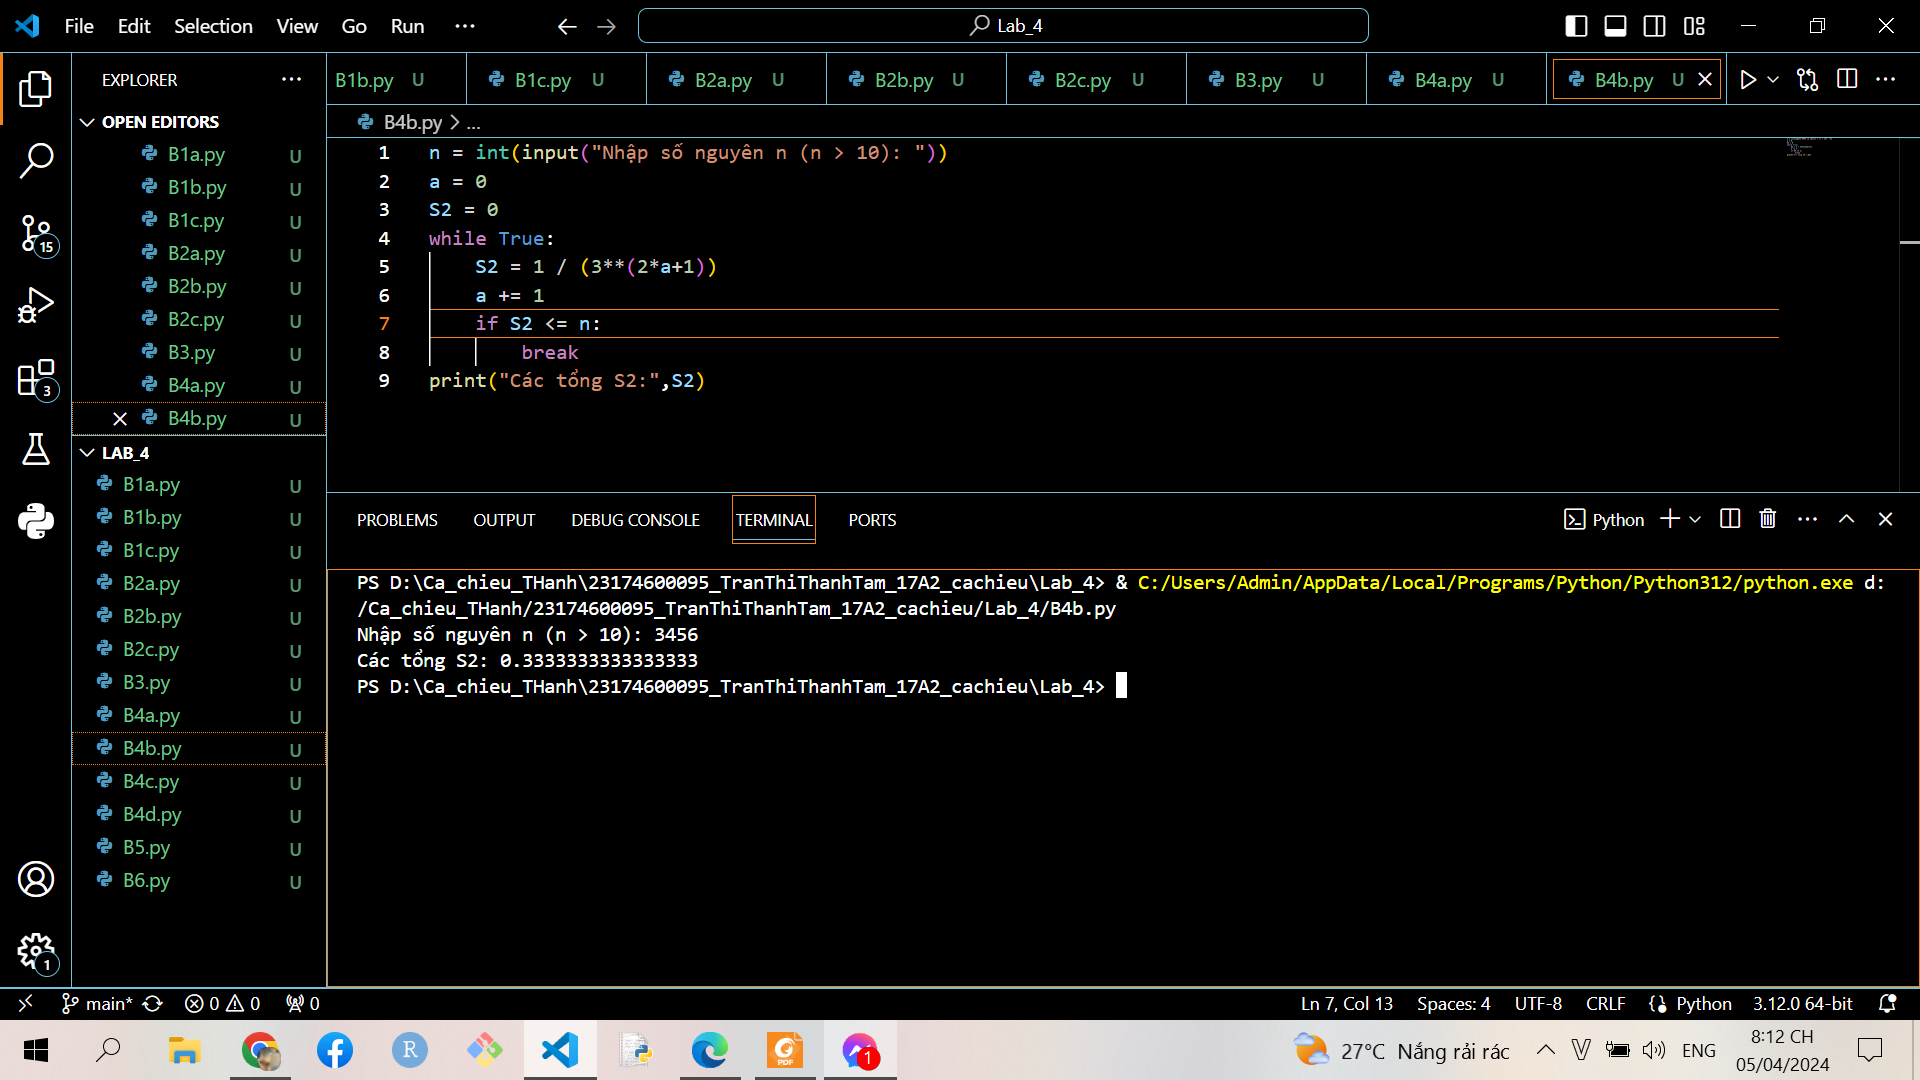 File Edit Selection View Go Run ...
Lab_4
EXPLORER ...
B1b.py U
B1c.py U
B2a.py U
B2b.py U
B2c.py U
B3.py U
B4a.py U
B4b.py U
OPEN EDITORS
B1a.py U
B1b.py U
B1c.py U
B2a.py U
B2b.py U
B2c.py U
B3.py U
B4a.py U
B4b.py U
LAB_4
B1a.py U
B1b.py U
B1c.py U
B2a.py U
B2b.py U
B2c.py U
B3.py U
B4a.py U
B4b.py U
B4c.py U
B4d.py U
B5.py U
B6.py U
15
3
1
B4b.py > ...
1 n = int(input("Nhập số nguyên n (n > 10): "))
2 a = 0
3 S2 = 0
4 while True:
5 S2 = 1 / (3**(2*a+1))
6 a += 1
7 if S2 <= n:
8 break
9 print("Các tổng S2:",S2)
PROBLEMS OUTPUT DEBUG CONSOLE TERMINAL PORTS
Python
PS D:\Ca_chieu_THanh\23174600095_TranThiThanhTam_17A2_cachieu\Lab_4> & C:/Users/Admin/AppData/Local/Programs/Python/Python312/python.exe d:
/Ca_chieu_THanh/23174600095_TranThiThanhTam_17A2_cachieu/Lab_4/B4b.py
Nhập số nguyên n (n > 10): 3456
Các tổng S2: 0.3333333333333333
PS D:\Ca_chieu_THanh\23174600095_TranThiThanhTam_17A2_cachieu\Lab_4>
main* 0 0 0
Ln 7, Col 13 Spaces: 4 UTF-8 CRLF Python 3.12.0 64-bit
R
PDF
1
27°C Nắng rải rác
V
ENG
8:12 CH
05/04/2024